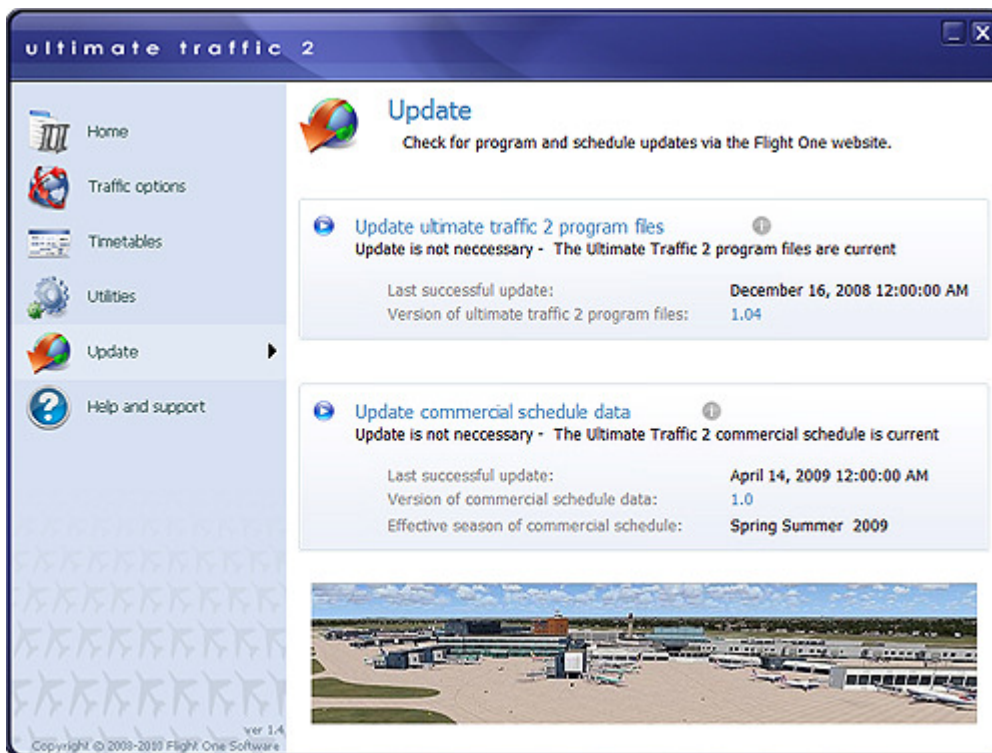 ultimate traffic 2
Home
Traffic options
Timetables
Utilities
Update
Help and support
ver 1.4
Copyright © 2008-2010 Flight One Software
Update
Check for program and schedule updates via the Flight One website.
Update ultimate traffic 2 program files
Update is not neccessary - The Ultimate Traffic 2 program files are current
Last successful update: December 16, 2008 12:00:00 AM
Version of ultimate traffic 2 program files: 1.04
Update commercial schedule data
Update is not neccessary - The Ultimate Traffic 2 commercial schedule is current
Last successful update: April 14, 2009 12:00:00 AM
Version of commercial schedule data: 1.0
Effective season of commercial schedule: Spring Summer 2009